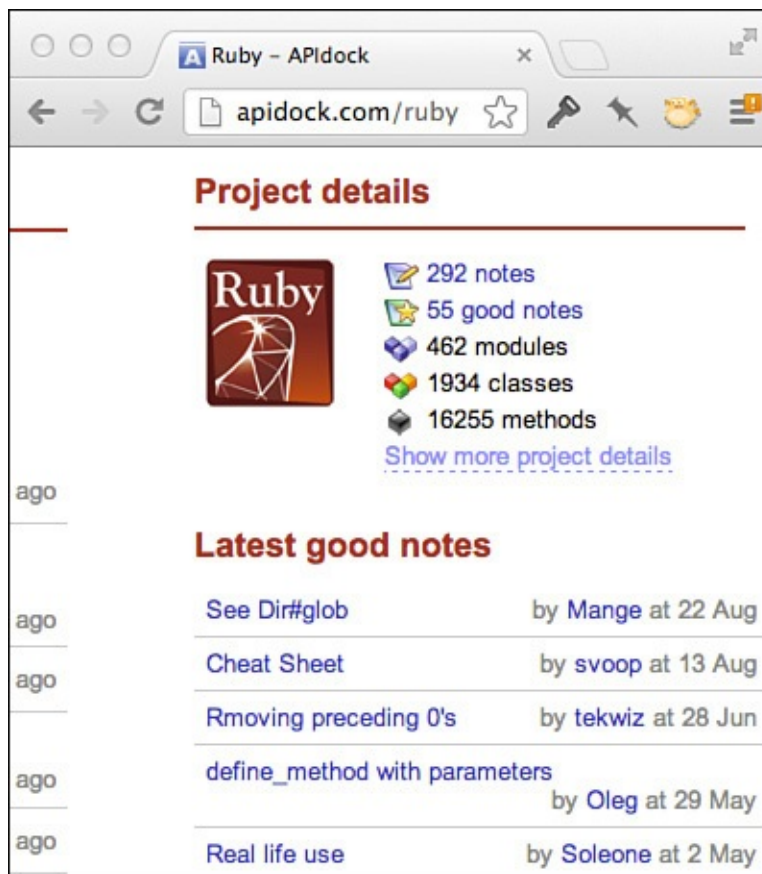 Ruby – APIdock
apidock.com/ruby
Project details
Ruby
292 notes
55 good notes
462 modules
1934 classes
16255 methods
Show more project details
ago
Latest good notes
ago
See Dir#glob by Mange at 22 Aug
ago
Cheat Sheet by svoop at 13 Aug
Rmoving preceding 0's by tekwiz at 28 Jun
ago
define_method with parameters
by Oleg at 29 May
ago
Real life use by Soleone at 2 May